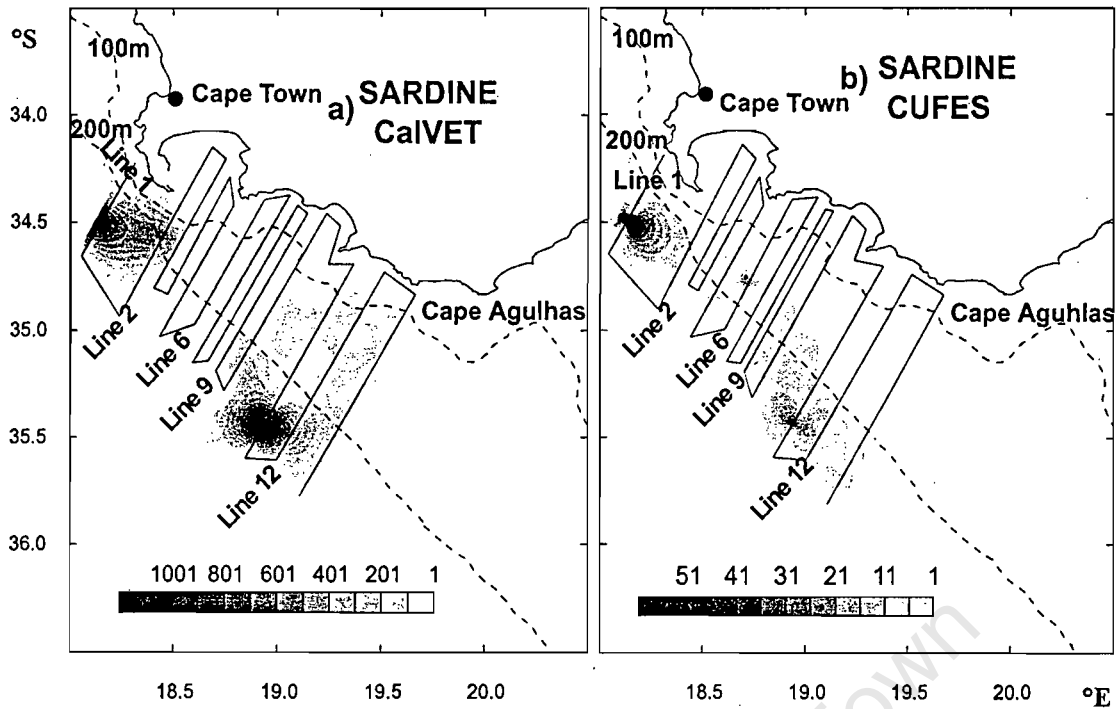 °S
34.0
34.5
35.0
35.5
36.0
100m
200m
Cape Town
a) SARDINE
CalVET
Line 1
Line 2
Line 6
Line 9
Line 12
Cape Agulhas
1001 801 601 401 201 1
18.5 19.0 19.5 20.0
100m
200m
Cape Town
b) SARDINE
CUFES
Line 1
Line 2
Line 6
Line 9
Line 12
Cape Aguhlas
51 41 31 21 11 1
18.5 19.0 19.5 20.0 °E
own